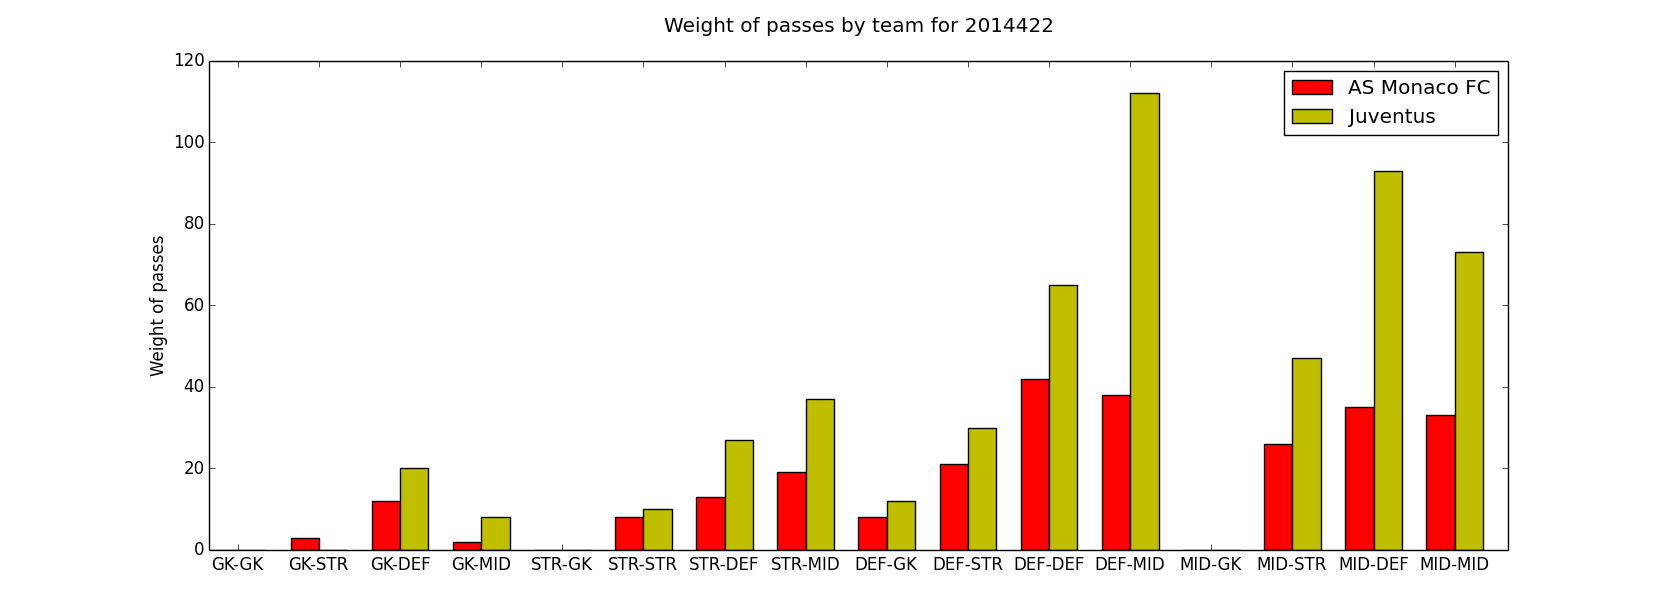 Weight of passes by team for 2014422
AS Monaco FC
Juventus
Weight of passes
120
100
80
60
40
20
0
GK-GK GK-STR GK-DEF GK-MID STR-GK STR-STR STR-DEF STR-MID DEF-GK DEF-STR DEF-DEF DEF-MID MID-GK MID-STR MID-DEF MID-MID